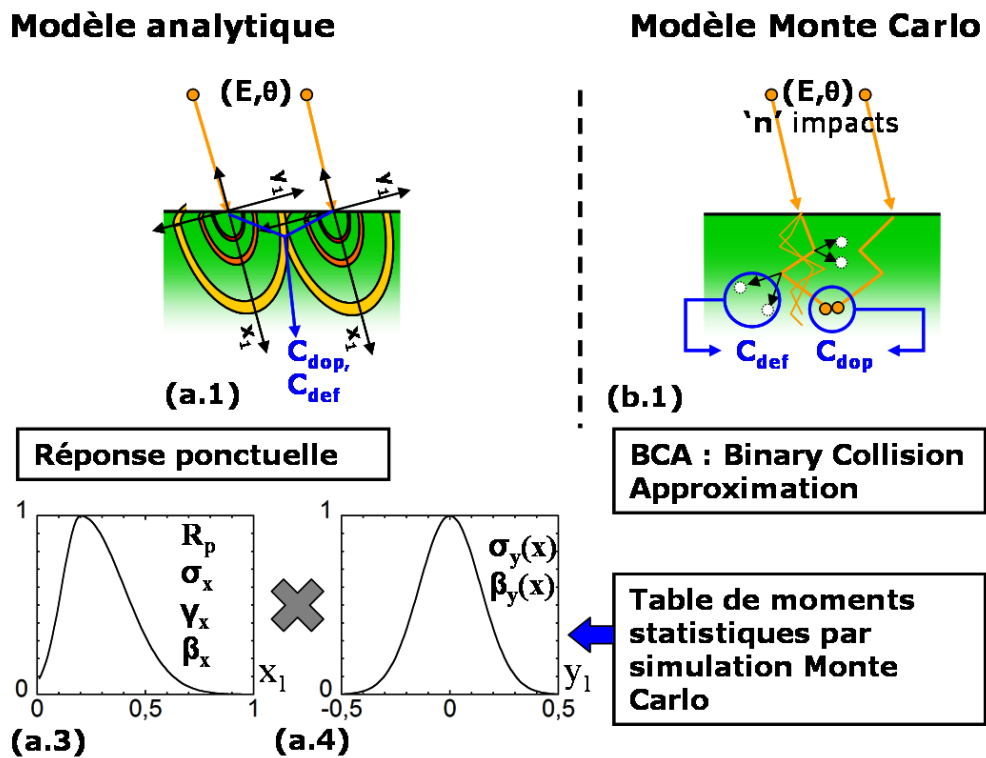 Modèle analytique
Modèle Monte Carlo
(E,θ)
(E,θ)
'n' impacts
Y1
Y1
x1
x1
Cdop,
Cdef
(a.1)
Cdef
Cdop
(b.1)
Réponse ponctuelle
BCA : Binary Collision
Approximation
1
0
0
0,5
1
Rp
σx
γx
βx
x1
(a.3)
1
0
-0,5
0
0,5
σy(x)
βy(x)
y1
(a.4)
Table de moments
statistiques par
simulation Monte
Carlo